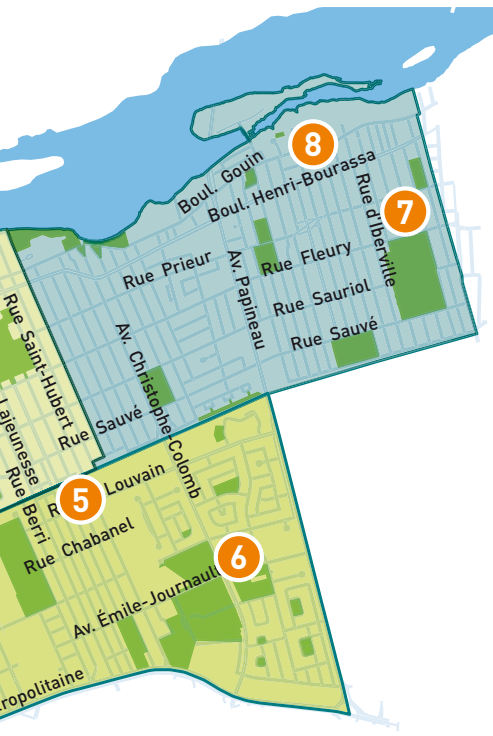 8
Boul. Gouin
Boul. Henri-Bourassa
Rue d'Iberville
7
Rue Prieur
Av. Papineau
Rue Fleury
Rue Sauriol
Rue Sauvé
Rue Saint-Hubert
Av. Christophe-Colomb
Lajeunesse
Rue Sauvé
Rue Berri
5
Louvain
Rue Chabanel
6
Av. Émile-Journault